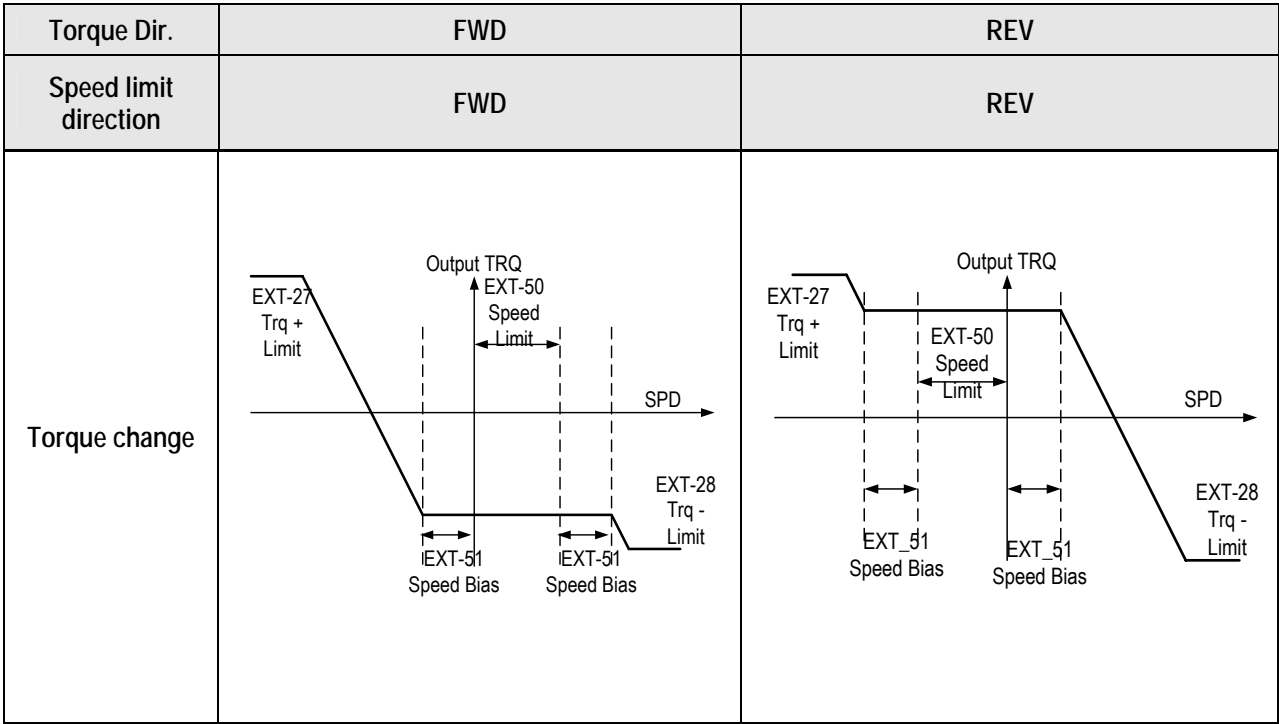 Torque Dir.
FWD
REV
Speed limit
direction
FWD
REV
Torque change
Output TRQ
EXT-27
Trq +
Limit
EXT-50
Speed
Limit
SPD
EXT-28
Trq -
Limit
EXT-51
Speed Bias
EXT-51
Speed Bias
Output TRQ
EXT-27
Trq +
Limit
EXT-50
Speed
Limit
SPD
EXT-28
Trq -
Limit
EXT_51
Speed Bias
EXT_51
Speed Bias